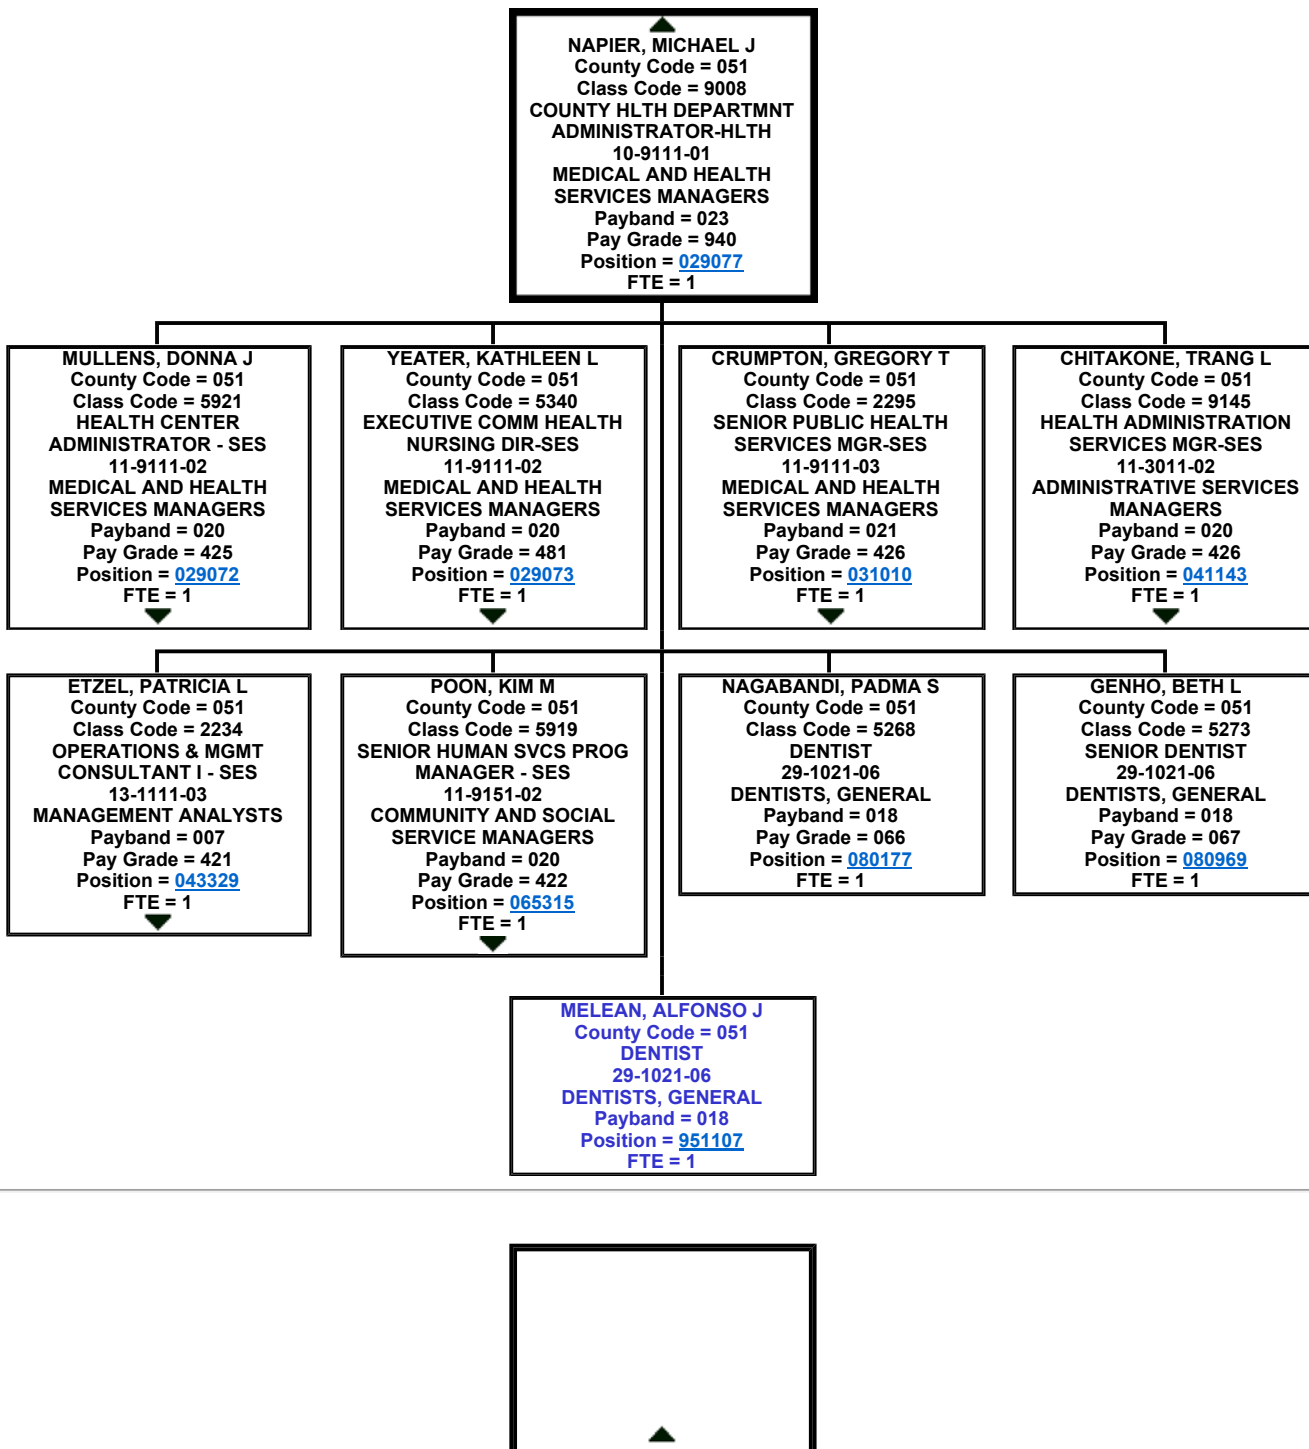 NAPIER, MICHAEL J
County Code = 051
Class Code = 9008
COUNTY HLTH DEPARTMNT
ADMINISTRATOR-HLTH
10-9111-01
MEDICAL AND HEALTH
SERVICES MANAGERS
Payband = 023
Pay Grade = 940
Position = 029077
FTE = 1
MULLENS, DONNA J
County Code = 051
Class Code = 5921
HEALTH CENTER
ADMINISTRATOR - SES
11-9111-02
MEDICAL AND HEALTH
SERVICES MANAGERS
Payband = 020
Pay Grade = 425
Position = 029072
FTE = 1
YEATER, KATHLEEN L
County Code = 051
Class Code = 5340
EXECUTIVE COMM HEALTH
NURSING DIR-SES
11-9111-02
MEDICAL AND HEALTH
SERVICES MANAGERS
Payband = 020
Pay Grade = 481
Position = 029073
FTE = 1
CRUMPTON, GREGORY T
County Code = 051
Class Code = 2295
SENIOR PUBLIC HEALTH
SERVICES MGR-SES
11-9111-03
MEDICAL AND HEALTH
SERVICES MANAGERS
Payband = 021
Pay Grade = 426
Position = 031010
FTE = 1
CHITAKONE, TRANG L
County Code = 051
Class Code = 9145
HEALTH ADMINISTRATION
SERVICES MGR-SES
11-3011-02
ADMINISTRATIVE SERVICES
MANAGERS
Payband = 020
Pay Grade = 426
Position = 041143
FTE = 1
ETZEL, PATRICIA L
County Code = 051
Class Code = 2234
OPERATIONS & MGMT
CONSULTANT I - SES
13-1111-03
MANAGEMENT ANALYSTS
Payband = 007
Pay Grade = 421
Position = 043329
FTE = 1
POON, KIM M
County Code = 051
Class Code = 5919
SENIOR HUMAN SVCS PROG
MANAGER - SES
11-9151-02
COMMUNITY AND SOCIAL
SERVICE MANAGERS
Payband = 020
Pay Grade = 422
Position = 065315
FTE = 1
NAGABANDI, PADMA S
County Code = 051
Class Code = 5268
DENTIST
29-1021-06
DENTISTS, GENERAL
Payband = 018
Pay Grade = 066
Position = 080177
FTE = 1
GENHO, BETH L
County Code = 051
Class Code = 5273
SENIOR DENTIST
29-1021-06
DENTISTS, GENERAL
Payband = 018
Pay Grade = 067
Position = 080969
FTE = 1
MELEAN, ALFONSO J
County Code = 051
DENTIST
29-1021-06
DENTISTS, GENERAL
Payband = 018
Position = 951107
FTE = 1